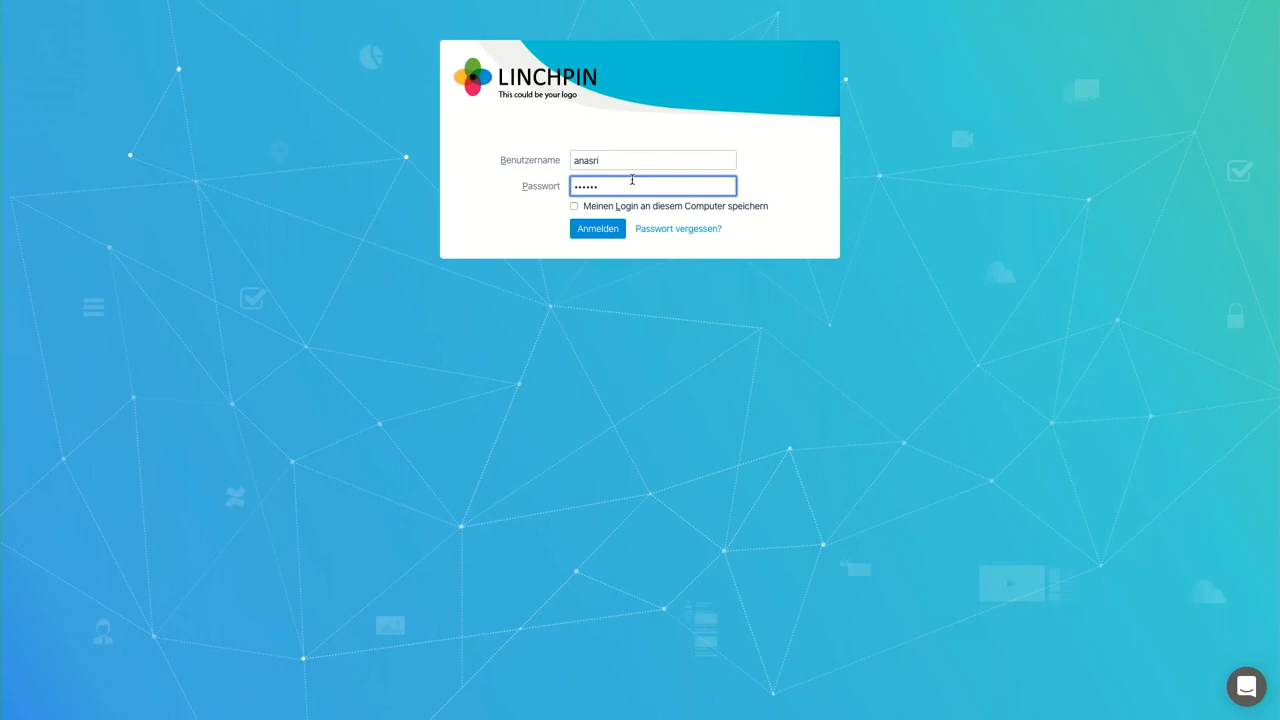 LINCHPIN
This could be your logo
Benutzername anasri
Passwort ••••••
Meinen Login an diesem Computer speichern
Anmelden Passwort vergessen?